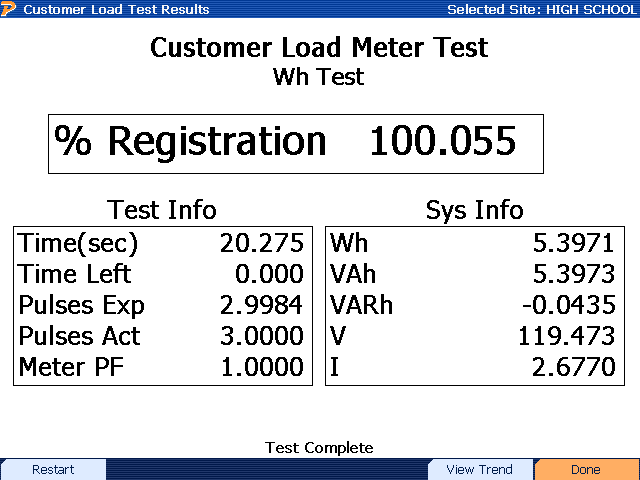 Customer Load Test Results Selected Site: HIGH SCHOOL
Customer Load Meter Test
Wh Test
% Registration 100.055
Test Info
Time(sec) 20.275
Time Left 0.000
Pulses Exp 2.9984
Pulses Act 3.0000
Meter PF 1.0000
Sys Info
Wh 5.3971
VAh 5.3973
VARh -0.0435
V 119.473
I 2.6770
Test Complete
Restart View Trend Done